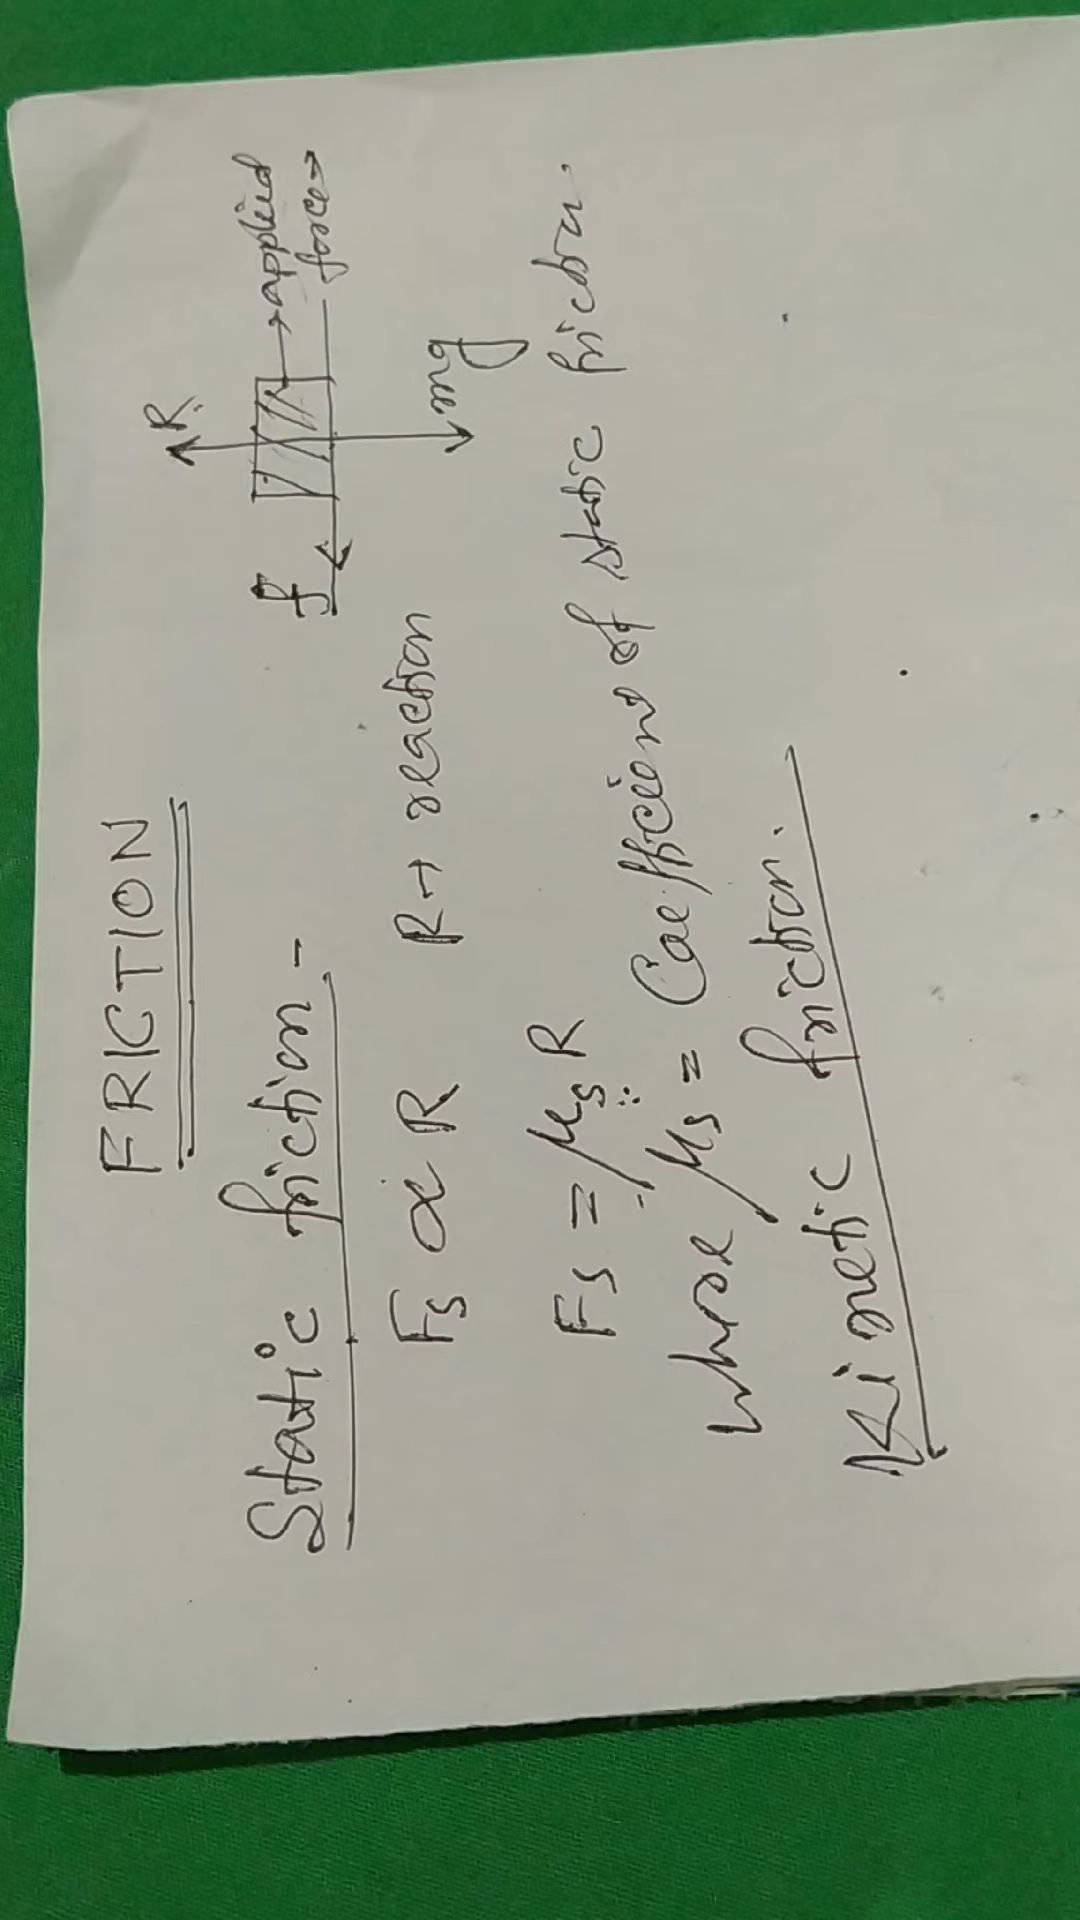 FRICTION
Static friction -
R
f
→ applied
force→
mg
Fs ∝ R R → reaction
Fs = μs R
where μs = Coefficient of static friction.
Kinetic friction.